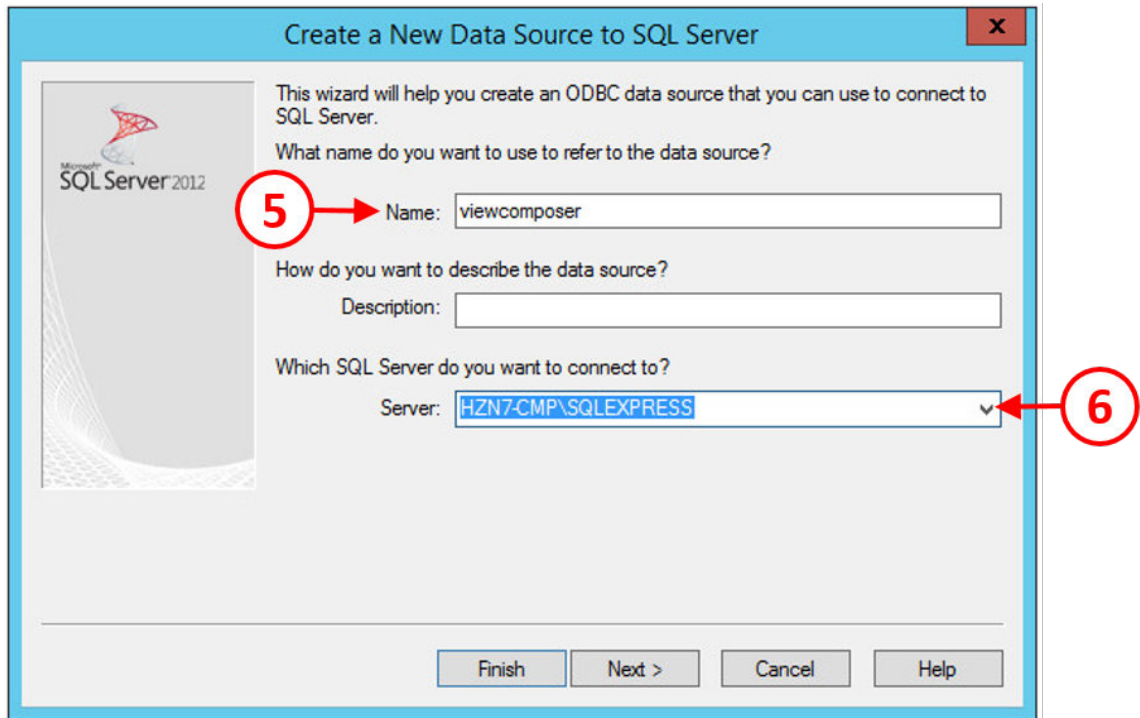 Create a New Data Source to SQL Server
x
Microsoft®
SQL Server 2012
This wizard will help you create an ODBC data source that you can use to connect to
SQL Server.
What name do you want to use to refer to the data source?
5
Name: viewcomposer
How do you want to describe the data source?
Description:
Which SQL Server do you want to connect to?
Server: HZN7-CMP\SQLEXPRESS
6
Finish Next > Cancel Help